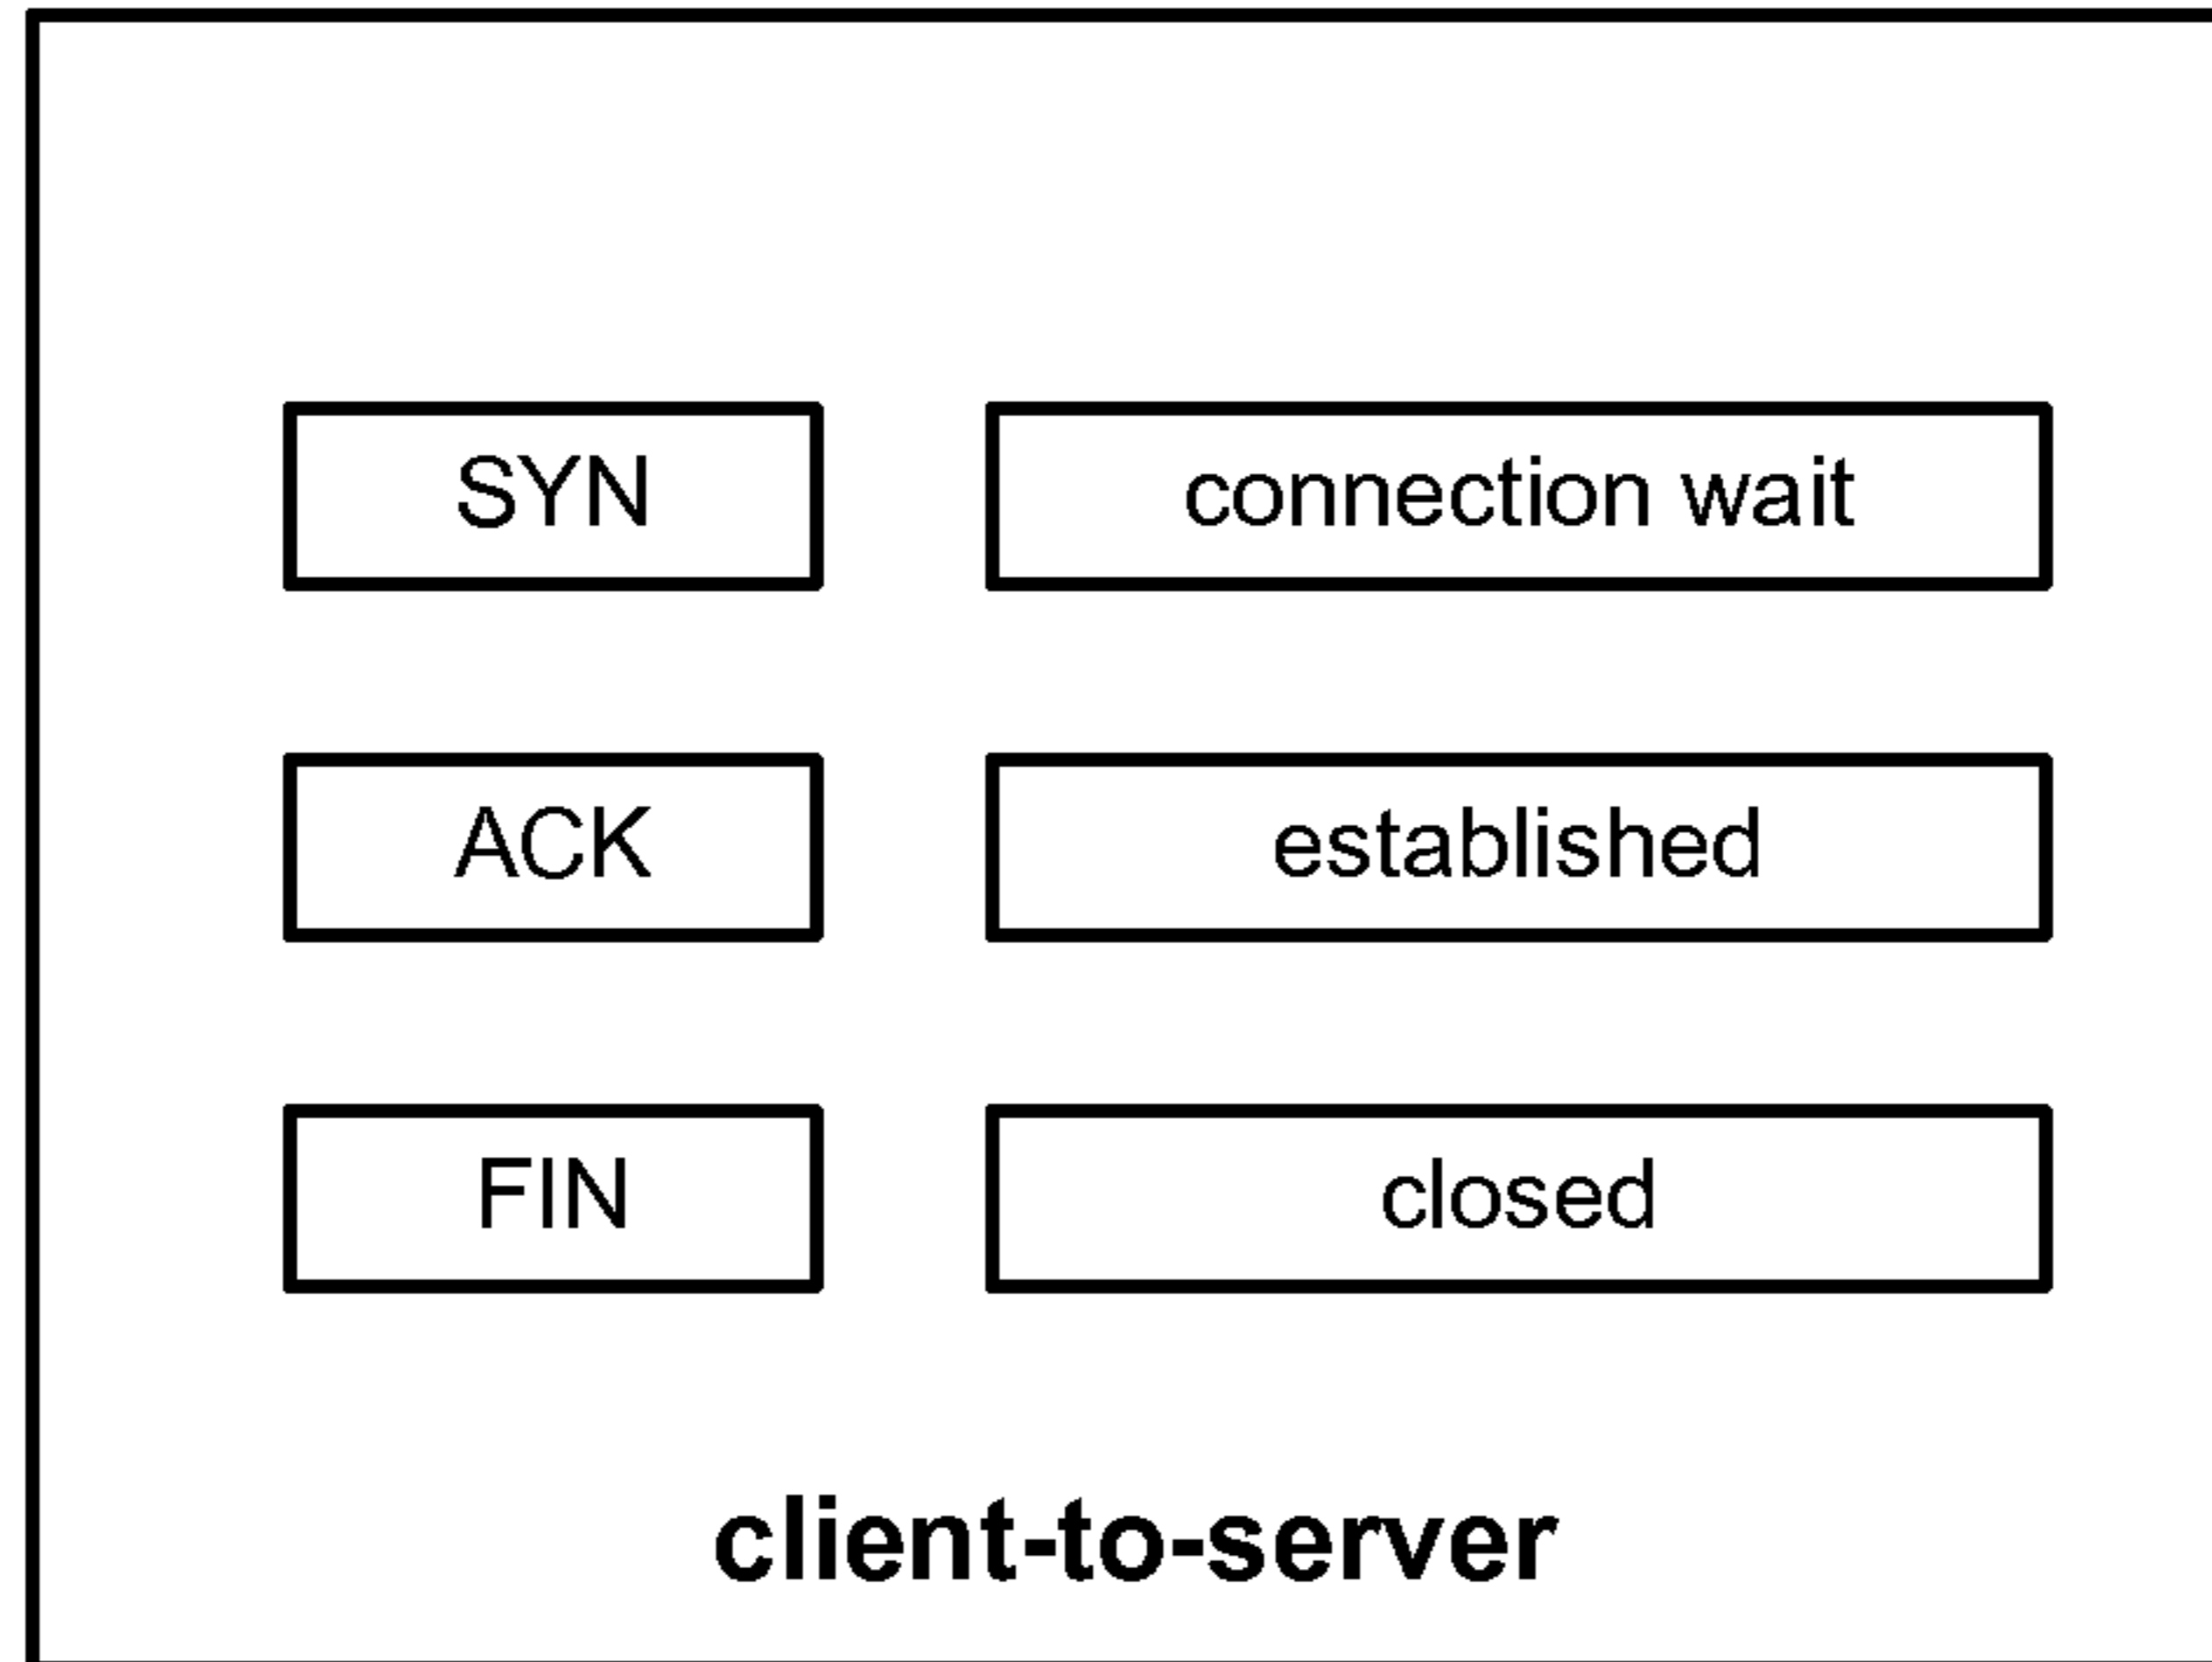 SYN
connection wait
ACK
established
FIN
closed
client-to-server